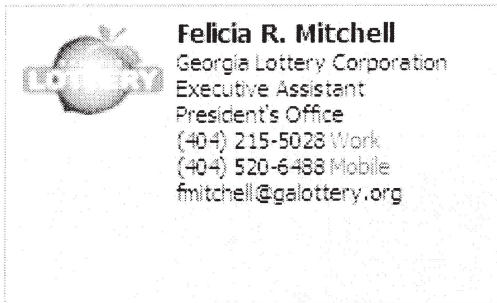 LOTTERY
Felicia R. Mitchell
Georgia Lottery Corporation
Executive Assistant
President's Office
(404) 215-5028 Work
(404) 520-6488 Mobile
fmitchell@galottery.org